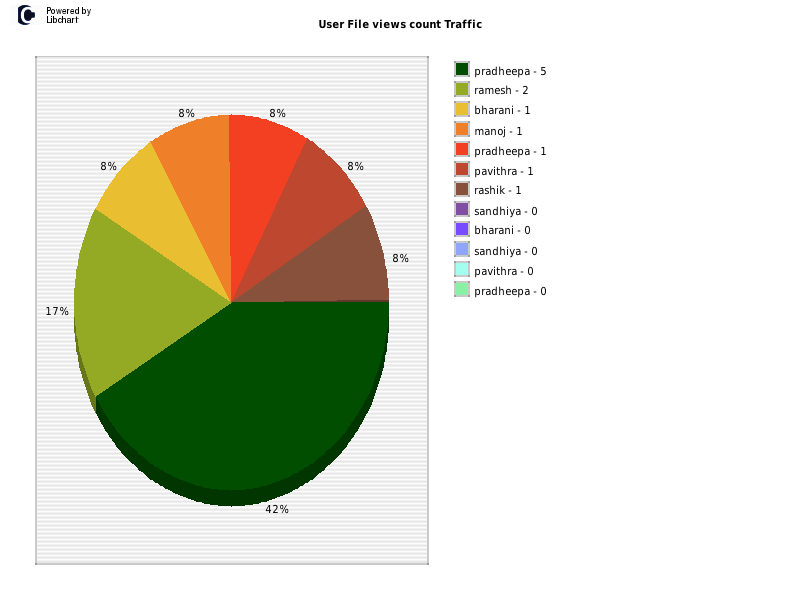 Powered by
Libchart
User File views count Traffic
pradheepa - 5
ramesh - 2
bharani - 1
manoj - 1
pradheepa - 1
pavithra - 1
rashik - 1
sandhiya - 0
bharani - 0
sandhiya - 0
pavithra - 0
pradheepa - 0
8%
8%
8%
8%
8%
17%
42%